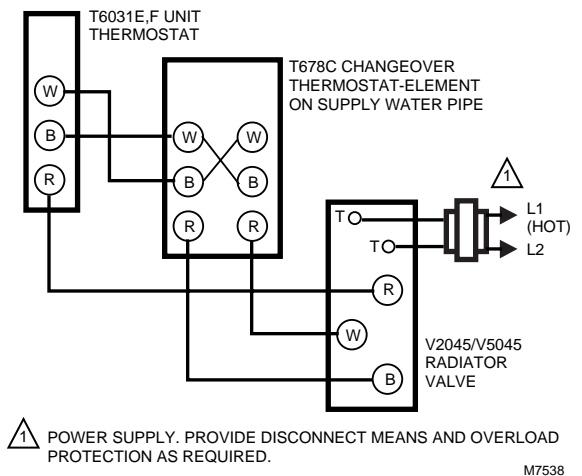 T6031E,F UNIT
THERMOSTAT
T678C CHANGEOVER
THERMOSTAT-ELEMENT
ON SUPPLY WATER PIPE
W
B
R
W W
B B
R R
1
T
L1
(HOT)
T
L2
R
W
B
V2045/V5045
RADIATOR
VALVE
1 POWER SUPPLY. PROVIDE DISCONNECT MEANS AND OVERLOAD
PROTECTION AS REQUIRED.
M7538